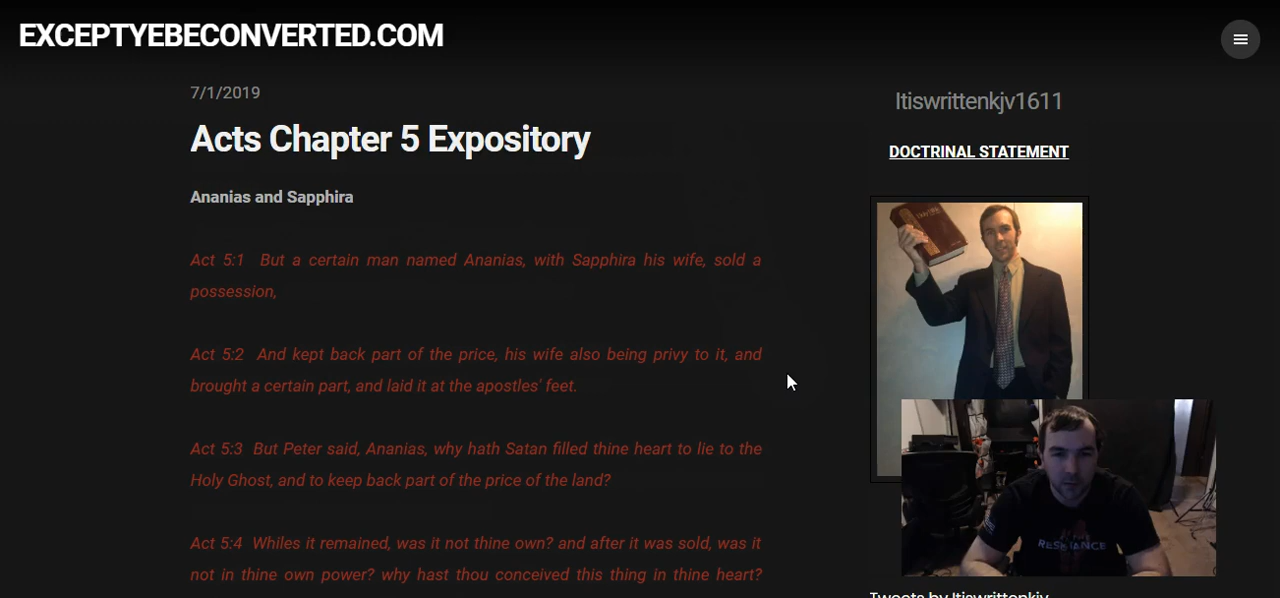 EXCEPTYEBECONVERTED.COM
7/1/2019
Acts Chapter 5 Expository
Ananias and Sapphira
Act 5:1 But a certain man named Ananias, with Sapphira his wife, sold a
possession,
Act 5:2 And kept back part of the price, his wife also being privy to it, and
brought a certain part, and laid it at the apostles' feet.
Act 5:3 But Peter said, Ananias, why hath Satan filled thine heart to lie to the
Holy Ghost, and to keep back part of the price of the land?
Act 5:4 Whiles it remained, was it not thine own? and after it was sold, was it
not in thine own power? why hast thou conceived this thing in thine heart?
Itiswrittenkjv1611
DOCTRINAL STATEMENT
Tweets by Itiswrittenkjv